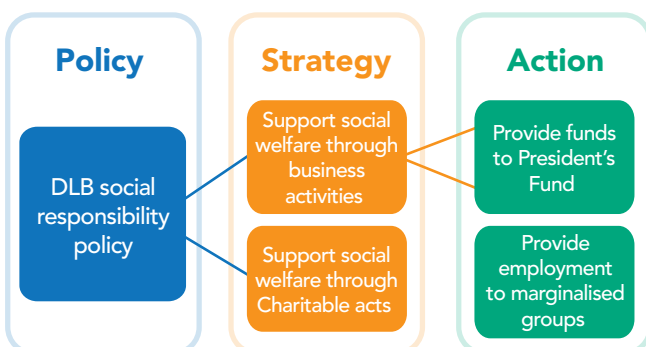 Policy
DLB social
responsibility
policy
Strategy
Support social
welfare through
business
activities
Support social
welfare through
Charitable acts
Action
Provide funds
to President’s
Fund
Provide
employment
to marginalised
groups